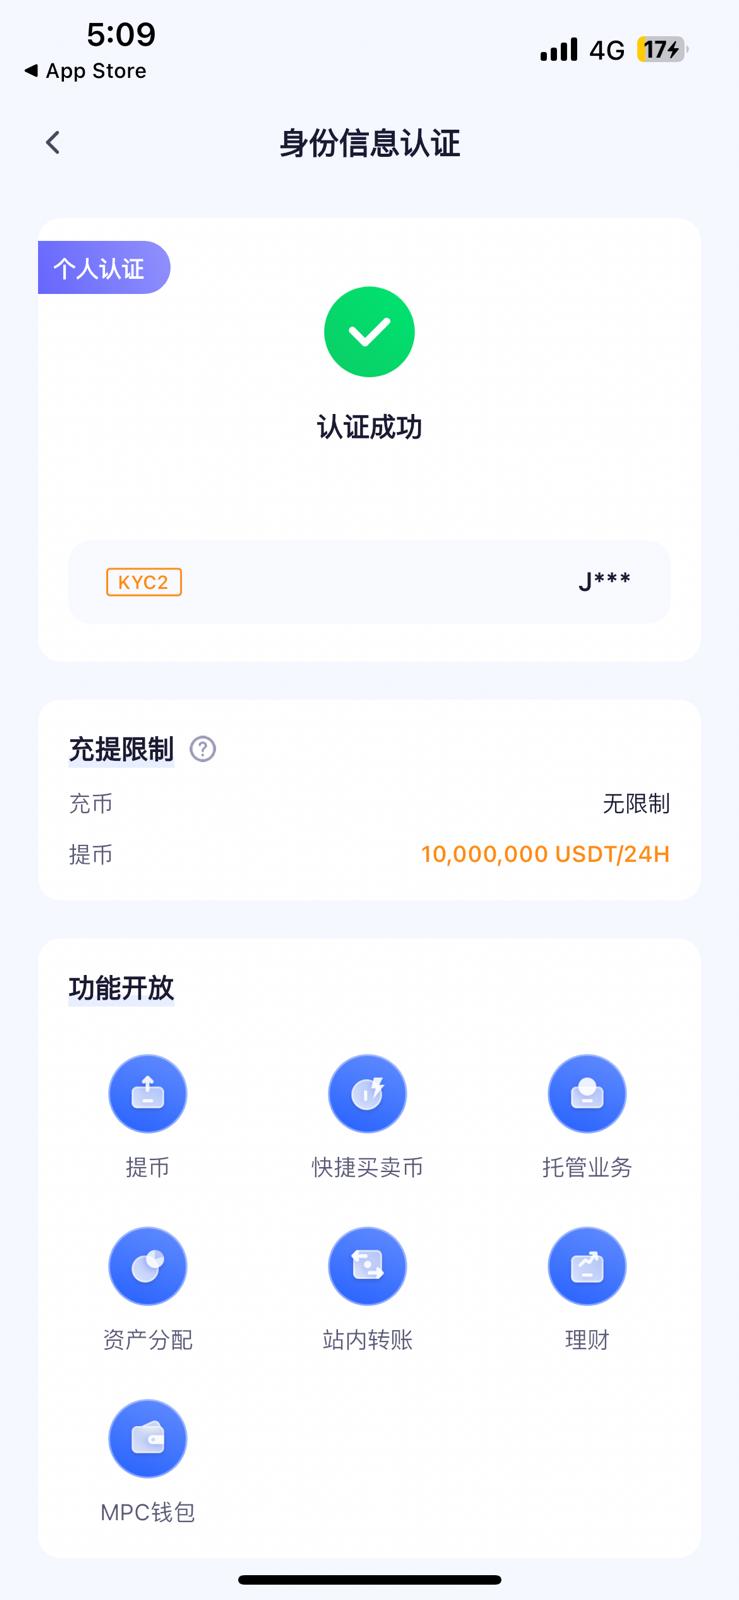 5:09
4G
17
◀ App Store
身份信息认证
个人认证
认证成功
KYC2
J***
充提限制 ?
充币
无限制
提币
10,000,000 USDT/24H
功能开放
提币
快捷买卖币
托管业务
资产分配
站内转账
理财
MPC钱包